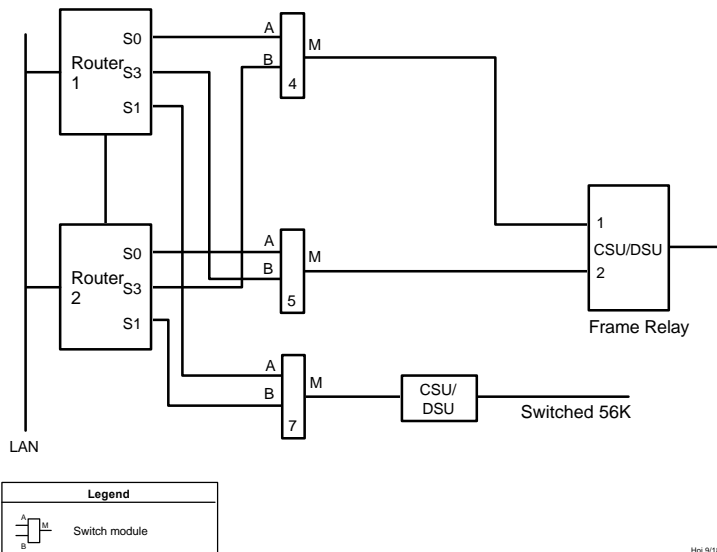 S0
Router
1
S3
S1
A
B
M
4
S0
Router
2
S3
S1
A
B
M
5
1
CSU/DSU
2
Frame Relay
A
B
M
7
CSU/
DSU
Switched 56K
LAN
Legend
A
M
B
Switch module